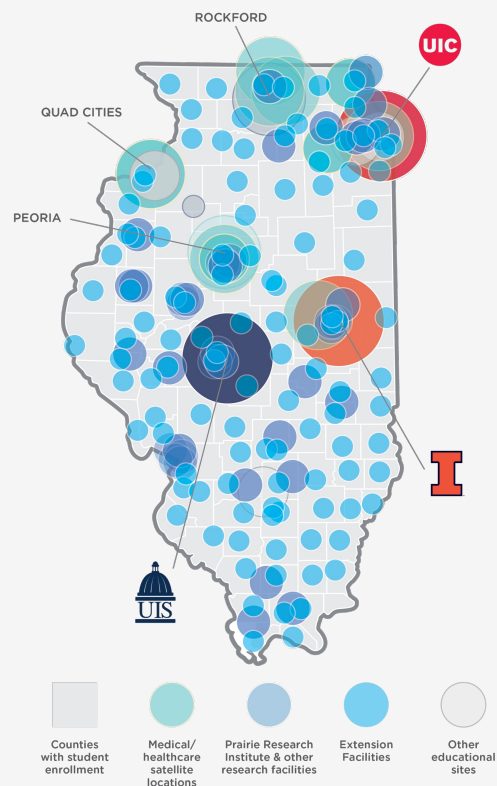 ROCKFORD
UIC
QUAD CITIES
PEORIA
I
UIS
Counties
with student
enrollment
Medical/
healthcare
satellite
locations
Prairie Research
Institute & other
research facilities
Extension
Facilities
Other
educational
sites